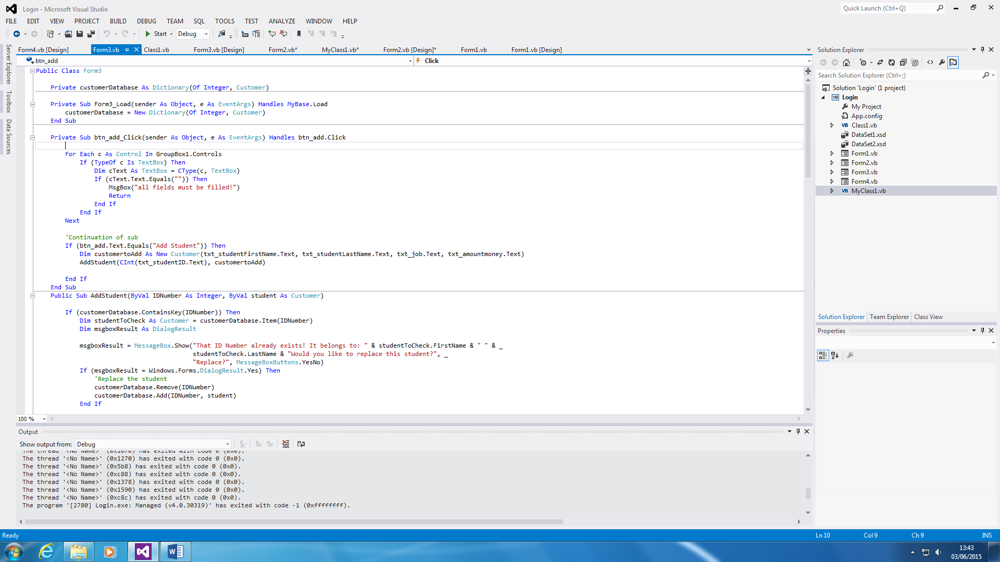 Login - Microsoft Visual Studio
Quick Launch (Ctrl+Q)
FILE EDIT VIEW PROJECT BUILD DEBUG TEAM SQL TOOLS TEST ANALYZE WINDOW HELP
Start Debug
Server Explorer
Toolbox
Data Sources
Form4.vb [Design] Form3.vb Class1.vb Form3.vb [Design] Form2.vb* MyClass1.vb* Form2.vb [Design]* Form1.vb Form1.vb [Design]
btn_add Click
Public Class Form3
Private customerDatabase As Dictionary(Of Integer, Customer)
Private Sub Form3_Load(sender As Object, e As EventArgs) Handles MyBase.Load
customerDatabase = New Dictionary(Of Integer, Customer)
End Sub
Private Sub btn_add_Click(sender As Object, e As EventArgs) Handles btn_add.Click
For Each c As Control In GroupBox1.Controls
If (TypeOf c Is TextBox) Then
Dim cText As TextBox = CType(c, TextBox)
If (cText.Text.Equals("")) Then
MsgBox("all fields must be filled!")
Return
End If
End If
Next
'Continuation of sub
If (btn_add.Text.Equals("Add Student")) Then
Dim customertoAdd As New Customer(txt_studentFirstName.Text, txt_studentLastName.Text, txt_job.Text, txt_amountmoney.Text)
AddStudent(CInt(txt_studentID.Text), customertoAdd)
End If
End Sub
Public Sub AddStudent(ByVal IDNumber As Integer, ByVal student As Customer)
If (customerDatabase.ContainsKey(IDNumber)) Then
Dim studentToCheck As Customer = customerDatabase.Item(IDNumber)
Dim msgboxResult As DialogResult
msgboxResult = MessageBox.Show("That ID Number already exists! It belongs to: " & studentToCheck.FirstName & " " & _
studentToCheck.LastName & "Would you like to replace this student?", _
"Replace?", MessageBoxButtons.YesNo)
If (msgboxResult = Windows.Forms.DialogResult.Yes) Then
'Replace the student
customerDatabase.Remove(IDNumber)
customerDatabase.Add(IDNumber, student)
End If
100 %
Output
Show output from: Debug
The thread '<No Name>' (0x1070) has exited with code 0 (0x0).
The thread '<No Name>' (0x1270) has exited with code 0 (0x0).
The thread '<No Name>' (0x5b8) has exited with code 0 (0x0).
The thread '<No Name>' (0xc88) has exited with code 0 (0x0).
The thread '<No Name>' (0x1378) has exited with code 0 (0x0).
The thread '<No Name>' (0x1590) has exited with code 0 (0x0).
The thread '<No Name>' (0xc8c) has exited with code 0 (0x0).
The program '[2780] Login.exe: Managed (v4.0.30319)' has exited with code -1 (0xffffffff).
Solution Explorer
Search Solution Explorer (Ctrl+;)
Solution 'Login' (1 project)
VB Login
My Project
App.config
VB Class1.vb
DataSet1.xsd
DataSet2.xsd
Form1.vb
Form2.vb
Form3.vb
Form4.vb
VB MyClass1.vb
Solution Explorer Team Explorer Class View
Properties
Ready Ln 10 Col 9 Ch 9 INS
13:43
03/06/2015